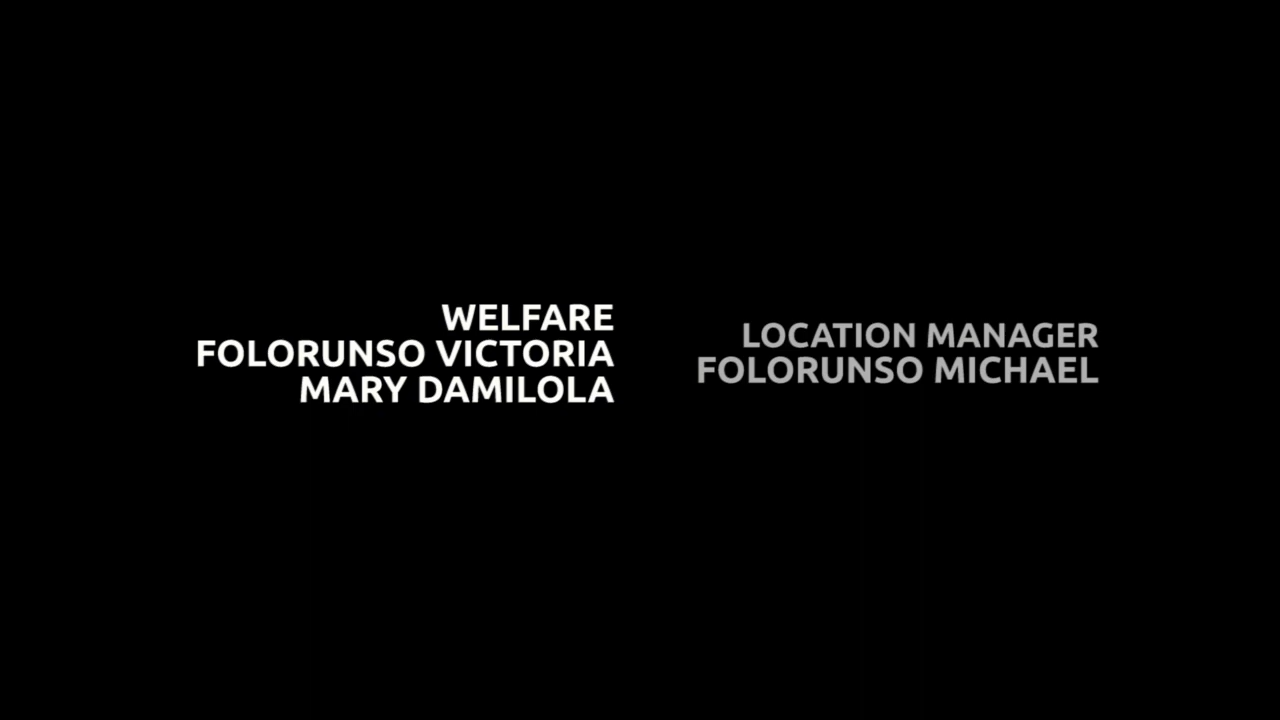 WELFARE
FOLORUNSO VICTORIA
MARY DAMILOLA
LOCATION MANAGER
FOLORUNSO MICHAEL